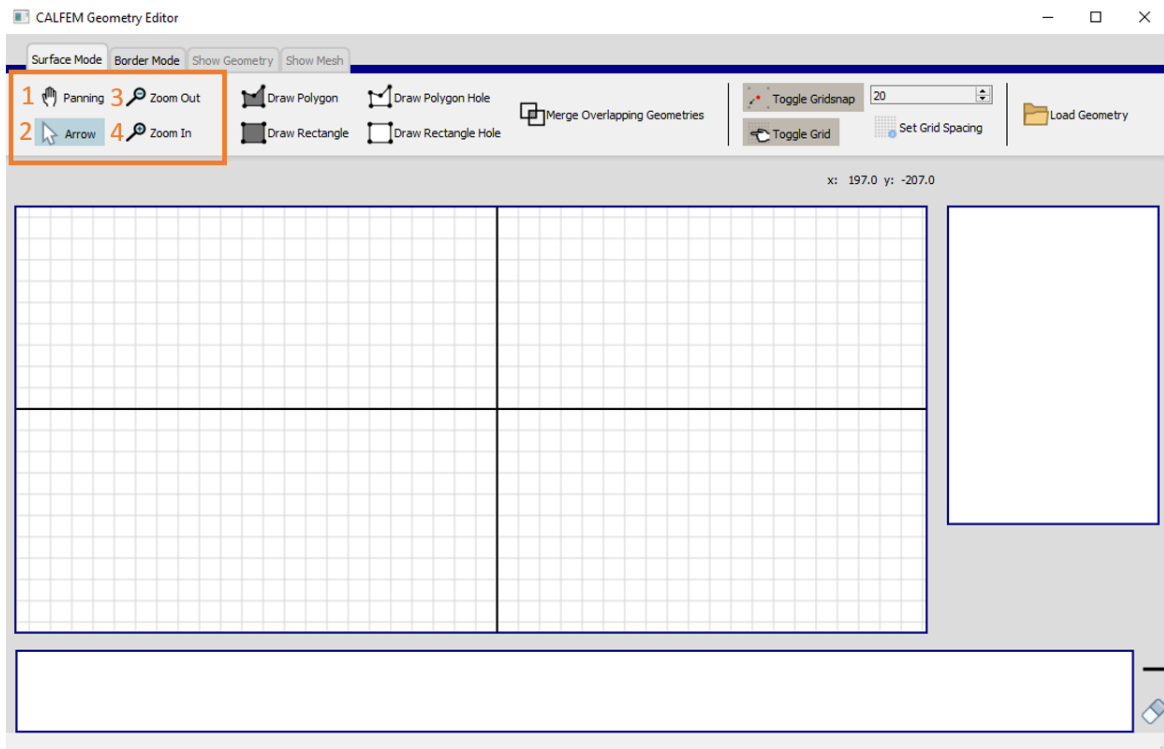 CALFEM Geometry Editor
Surface Mode Border Mode Show Geometry Show Mesh
1 Panning 3 Zoom Out Draw Polygon Draw Polygon Hole Toggle Gridsnap 20
Merge Overlapping Geometries Load Geometry
2 Arrow 4 Zoom In Draw Rectangle Draw Rectangle Hole Toggle Grid Set Grid Spacing
x: 197.0 y: -207.0